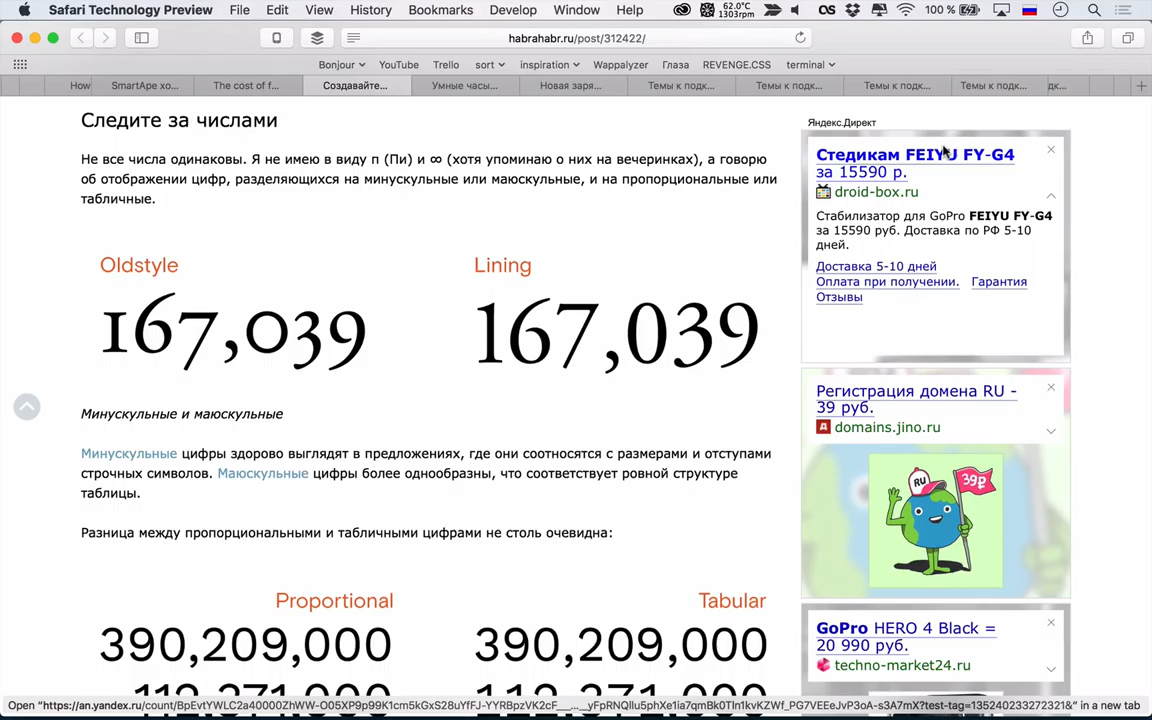 Safari Technology Preview File Edit View History Bookmarks Develop Window Help 62.0°C 1303rpm 100 %
habrahabr.ru/post/312422/
Bonjour YouTube Trello sort inspiration Wappalyzer Глаза REVENGE.CSS terminal
How SmartApe хо... The cost of f... Создавайте... Умные часы... Новая заря... Темы к подк... Темы к подк... Темы к подк... Темы к подк... дк...
Следите за числами
Не все числа одинаковы. Я не имею в виду π (Пи) и ∞ (хотя упоминаю о них на вечеринках), а говорю
об отображении цифр, разделяющихся на минускульные или маюскульные, и на пропорциональные или
табличные.
Oldstyle Lining
167,039 167,039
Минускульные и маюскульные
Минускульные цифры здорово выглядят в предложениях, где они соотносятся с размерами и отступами
строчных символов. Маюскульные цифры более однообразны, что соответствует ровной структуре
таблицы.
Разница между пропорциональными и табличными цифрами не столь очевидна:
Proportional Tabular
390,209,000 390,209,000
Яндекс.Директ
Стедикам FEIYU FY-G4
за 15590 р.
droid-box.ru
Стабилизатор для GoPro FEIYU FY-G4
за 15590 руб. Доставка по РФ 5-10
дней.
Доставка 5-10 дней
Оплата при получении. Гарантия
Отзывы
Регистрация домена RU -
39 руб.
domains.jino.ru
RU 39₽
GoPro HERO 4 Black =
20 990 руб.
techno-market24.ru